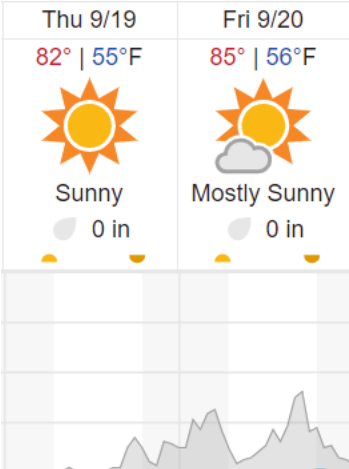 Thu 9/19
Fri 9/20
82° | 55°F
85° | 56°F
Sunny
Mostly Sunny
0 in
0 in